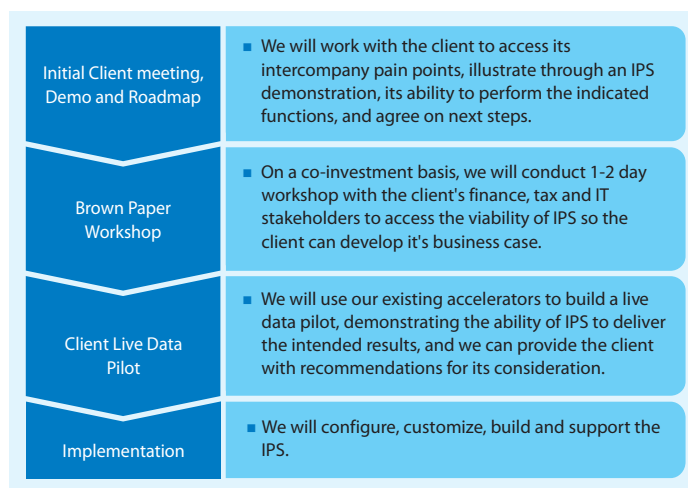 Initial Client meeting,
Demo and Roadmap
■ We will work with the client to access its
intercompany pain points, illustrate through an IPS
demonstration, its ability to perform the indicated
functions, and agree on next steps.
Brown Paper
Workshop
■ On a co-investment basis, we will conduct 1-2 day
workshop with the client's finance, tax and IT
stakeholders to access the viability of IPS so the
client can develop it's business case.
Client Live Data
Pilot
■ We will use our existing accelerators to build a live
data pilot, demonstrating the ability of IPS to deliver
the intended results, and we can provide the client
with recommendations for its consideration.
Implementation
■ We will configure, customize, build and support the
IPS.